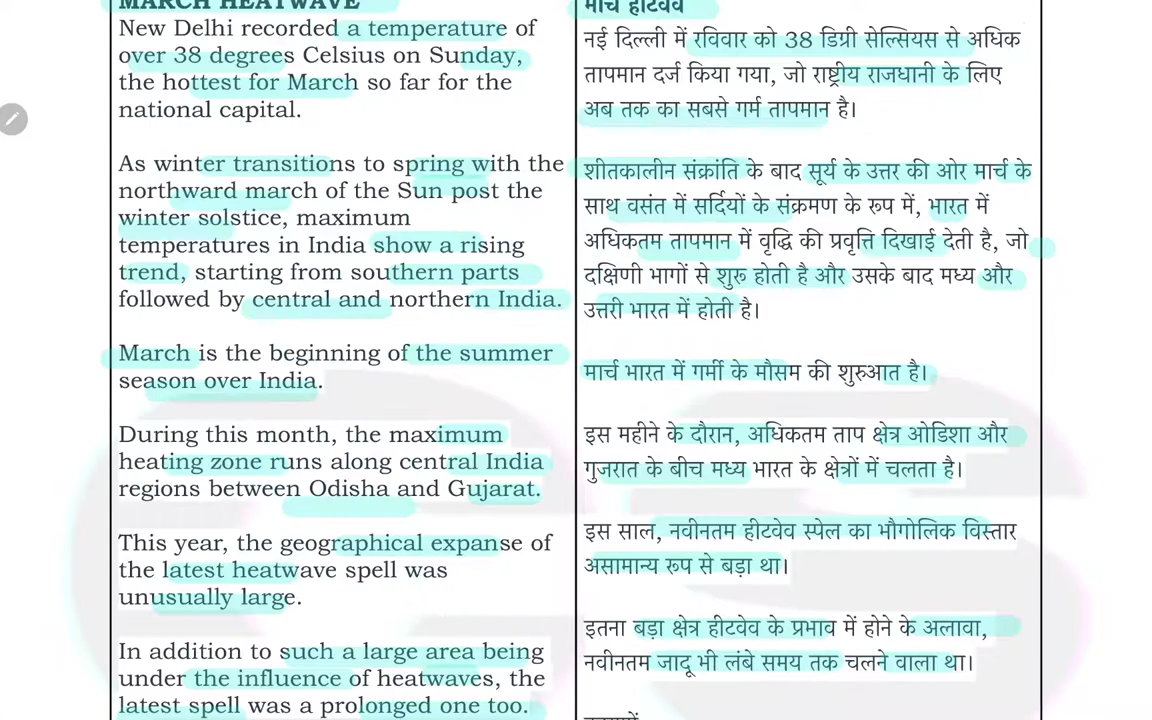 MARCH HEATWAVE
New Delhi recorded a temperature of
over 38 degrees Celsius on Sunday,
the hottest for March so far for the
national capital.
As winter transitions to spring with the
northward march of the Sun post the
winter solstice, maximum
temperatures in India show a rising
trend, starting from southern parts
followed by central and northern India.
March is the beginning of the summer
season over India.
During this month, the maximum
heating zone runs along central India
regions between Odisha and Gujarat.
This year, the geographical expanse of
the latest heatwave spell was
unusually large.
In addition to such a large area being
under the influence of heatwaves, the
latest spell was a prolonged one too.
मार्च हीटवेव
नई दिल्ली में रविवार को 38 डिग्री सेल्सियस से अधिक
तापमान दर्ज किया गया, जो राष्ट्रीय राजधानी के लिए
अब तक का सबसे गर्म तापमान है।
शीतकालीन संक्रांति के बाद सूर्य के उत्तर की ओर मार्च के
साथ वसंत में सर्दियों के संक्रमण के रूप में, भारत में
अधिकतम तापमान में वृद्धि की प्रवृत्ति दिखाई देती है, जो
दक्षिणी भागों से शुरू होती है और उसके बाद मध्य और
उत्तरी भारत में होती है।
मार्च भारत में गर्मी के मौसम की शुरुआत है।
इस महीने के दौरान, अधिकतम ताप क्षेत्र ओडिशा और
गुजरात के बीच मध्य भारत के क्षेत्रों में चलता है।
इस साल, नवीनतम हीटवेव स्पेल का भौगोलिक विस्तार
असामान्य रूप से बड़ा था।
इतना बड़ा क्षेत्र हीटवेव के प्रभाव में होने के अलावा,
नवीनतम जादू भी लंबे समय तक चलने वाला था।